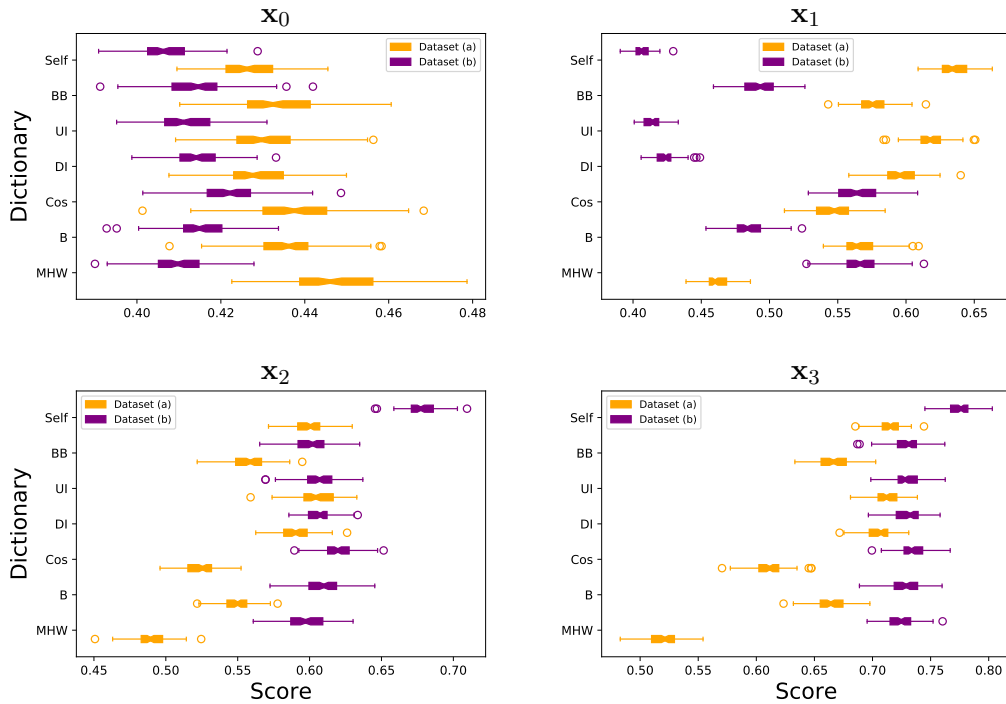 x₀
Dictionary
Self
BB
UI
DI
Cos
B
MHW
Dataset (a)
Dataset (b)
0.40 0.42 0.44 0.46 0.48
x₁
Self
BB
UI
DI
Cos
B
MHW
Dataset (a)
Dataset (b)
0.40 0.45 0.50 0.55 0.60 0.65
x₂
Dictionary
Self
BB
UI
DI
Cos
B
MHW
Dataset (a)
Dataset (b)
0.45 0.50 0.55 0.60 0.65 0.70
Score
x₃
Self
BB
UI
DI
Cos
B
MHW
Dataset (a)
Dataset (b)
0.50 0.55 0.60 0.65 0.70 0.75 0.80
Score